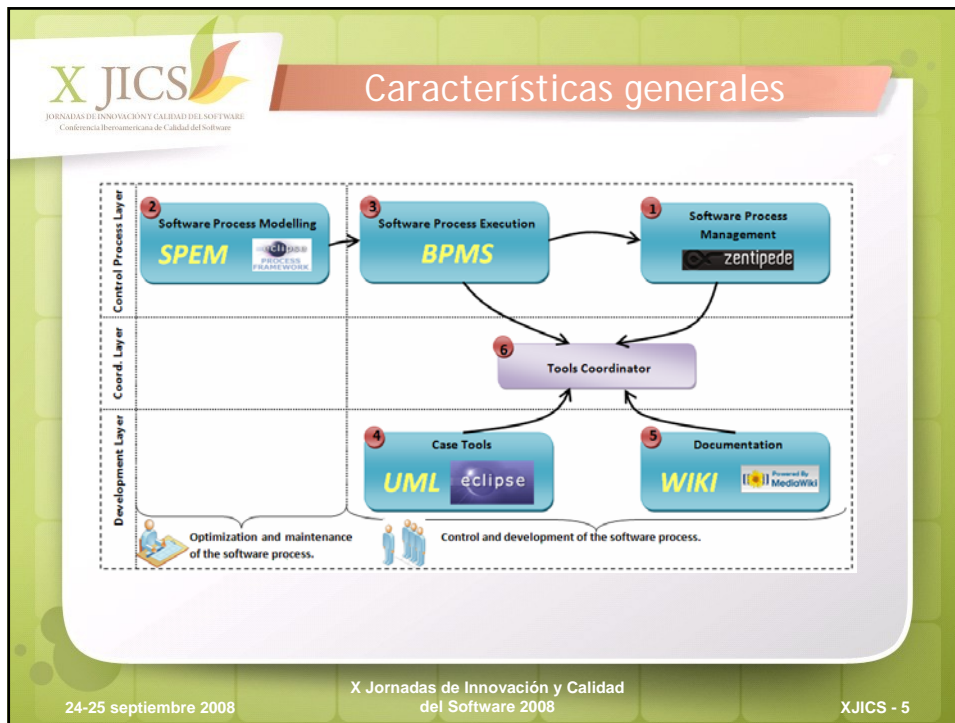 X JICS
JORNADAS DE INNOVACIÓN Y CALIDAD DEL SOFTWARE
Conferencia Iberoamericana de Calidad del Software
Características generales
Control Process Layer
2
Software Process Modelling
SPEM
eclipse
PROCESS
FRAMEWORK
3
Software Process Execution
BPMS
1
Software Process
Management
zentipede
Coord. Layer
6
Tools Coordinator
Development Layer
4
Case Tools
UML
eclipse
5
Documentation
WIKI
Powered By
MediaWiki
Optimization and maintenance
of the software process.
Control and development of the software process.
24-25 septiembre 2008
X Jornadas de Innovación y Calidad
del Software 2008
XJICS - 5